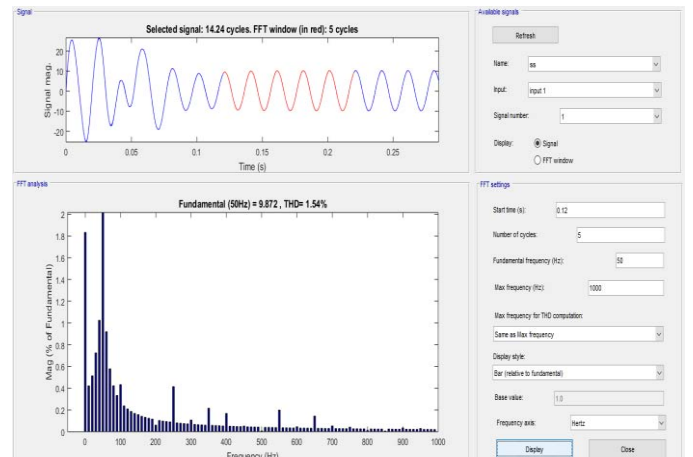 Signal
Selected signal: 14.24 cycles. FFT window (in red): 5 cycles
Signal mag.
20
10
0
-10
-20
0 0.05 0.1 0.15 0.2 0.25
Time (s)
FFT analysis
Fundamental (50Hz) = 9.872 , THD= 1.54%
Mag (% of Fundamental)
2
1.8
1.6
1.4
1.2
1
0.8
0.6
0.4
0.2
0
0 100 200 300 400 500 600 700 800 900 1000
Frequency (Hz)
Available signals
Refresh
Name: ss
Input: input 1
Signal number: 1
Display: Signal
FFT window
FFT settings
Start time (s): 0.12
Number of cycles: 5
Fundamental frequency (Hz): 50
Max frequency (Hz): 1000
Max frequency for THD computation:
Same as Max frequency
Display style:
Bar (relative to fundamental)
Base value: 1.0
Frequency axis: Hertz
Display Close